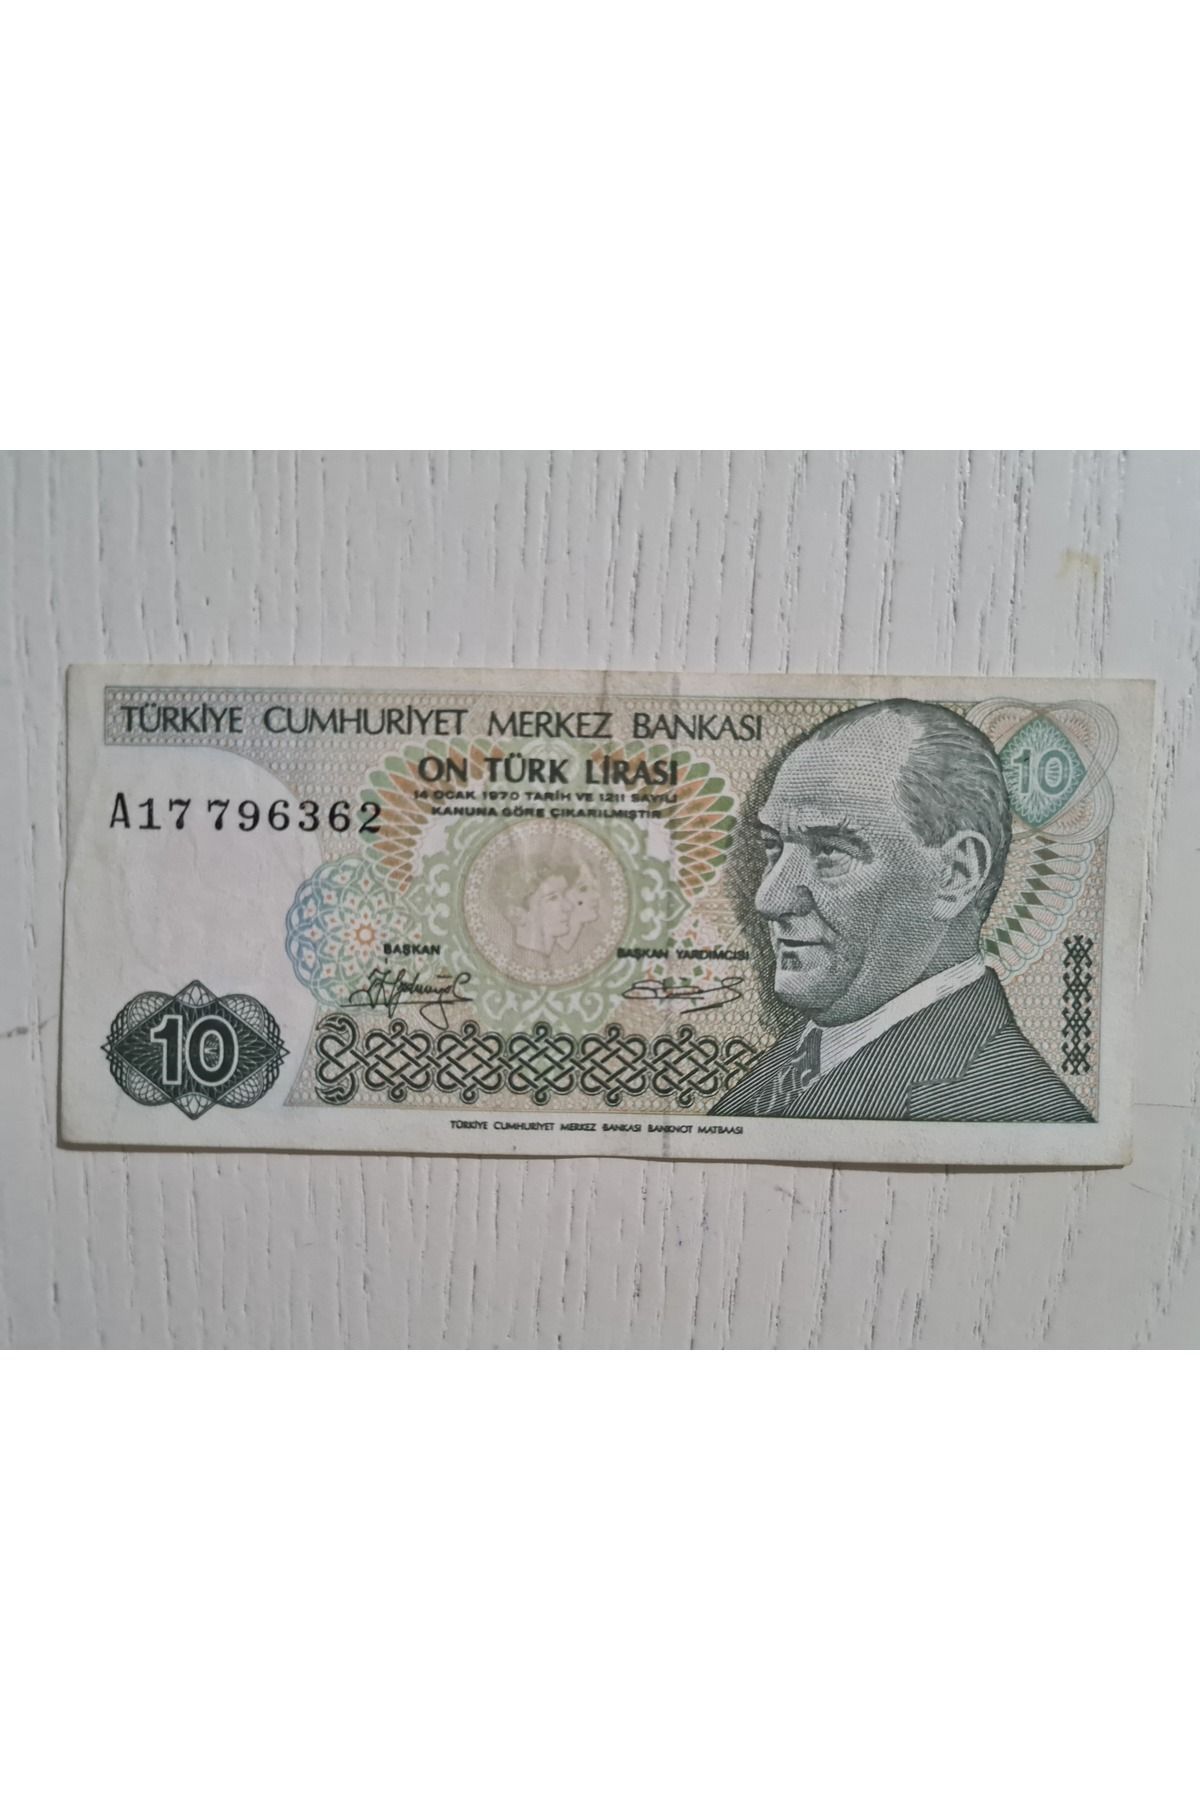 TÜRKİYE CUMHURİYET MERKEZ BANKASI
ON TÜRK LİRASI
14 OCAK 1970 TARİH VE 1211 SAYILI
KANUNA GÖRE ÇIKARILMIŞTIR
10
A17 796362
BAŞKAN
BAŞKAN YARDIMCISI
10
TÜRKİYE CUMHURİYET MERKEZ BANKASI BANKNOT MATBAASI